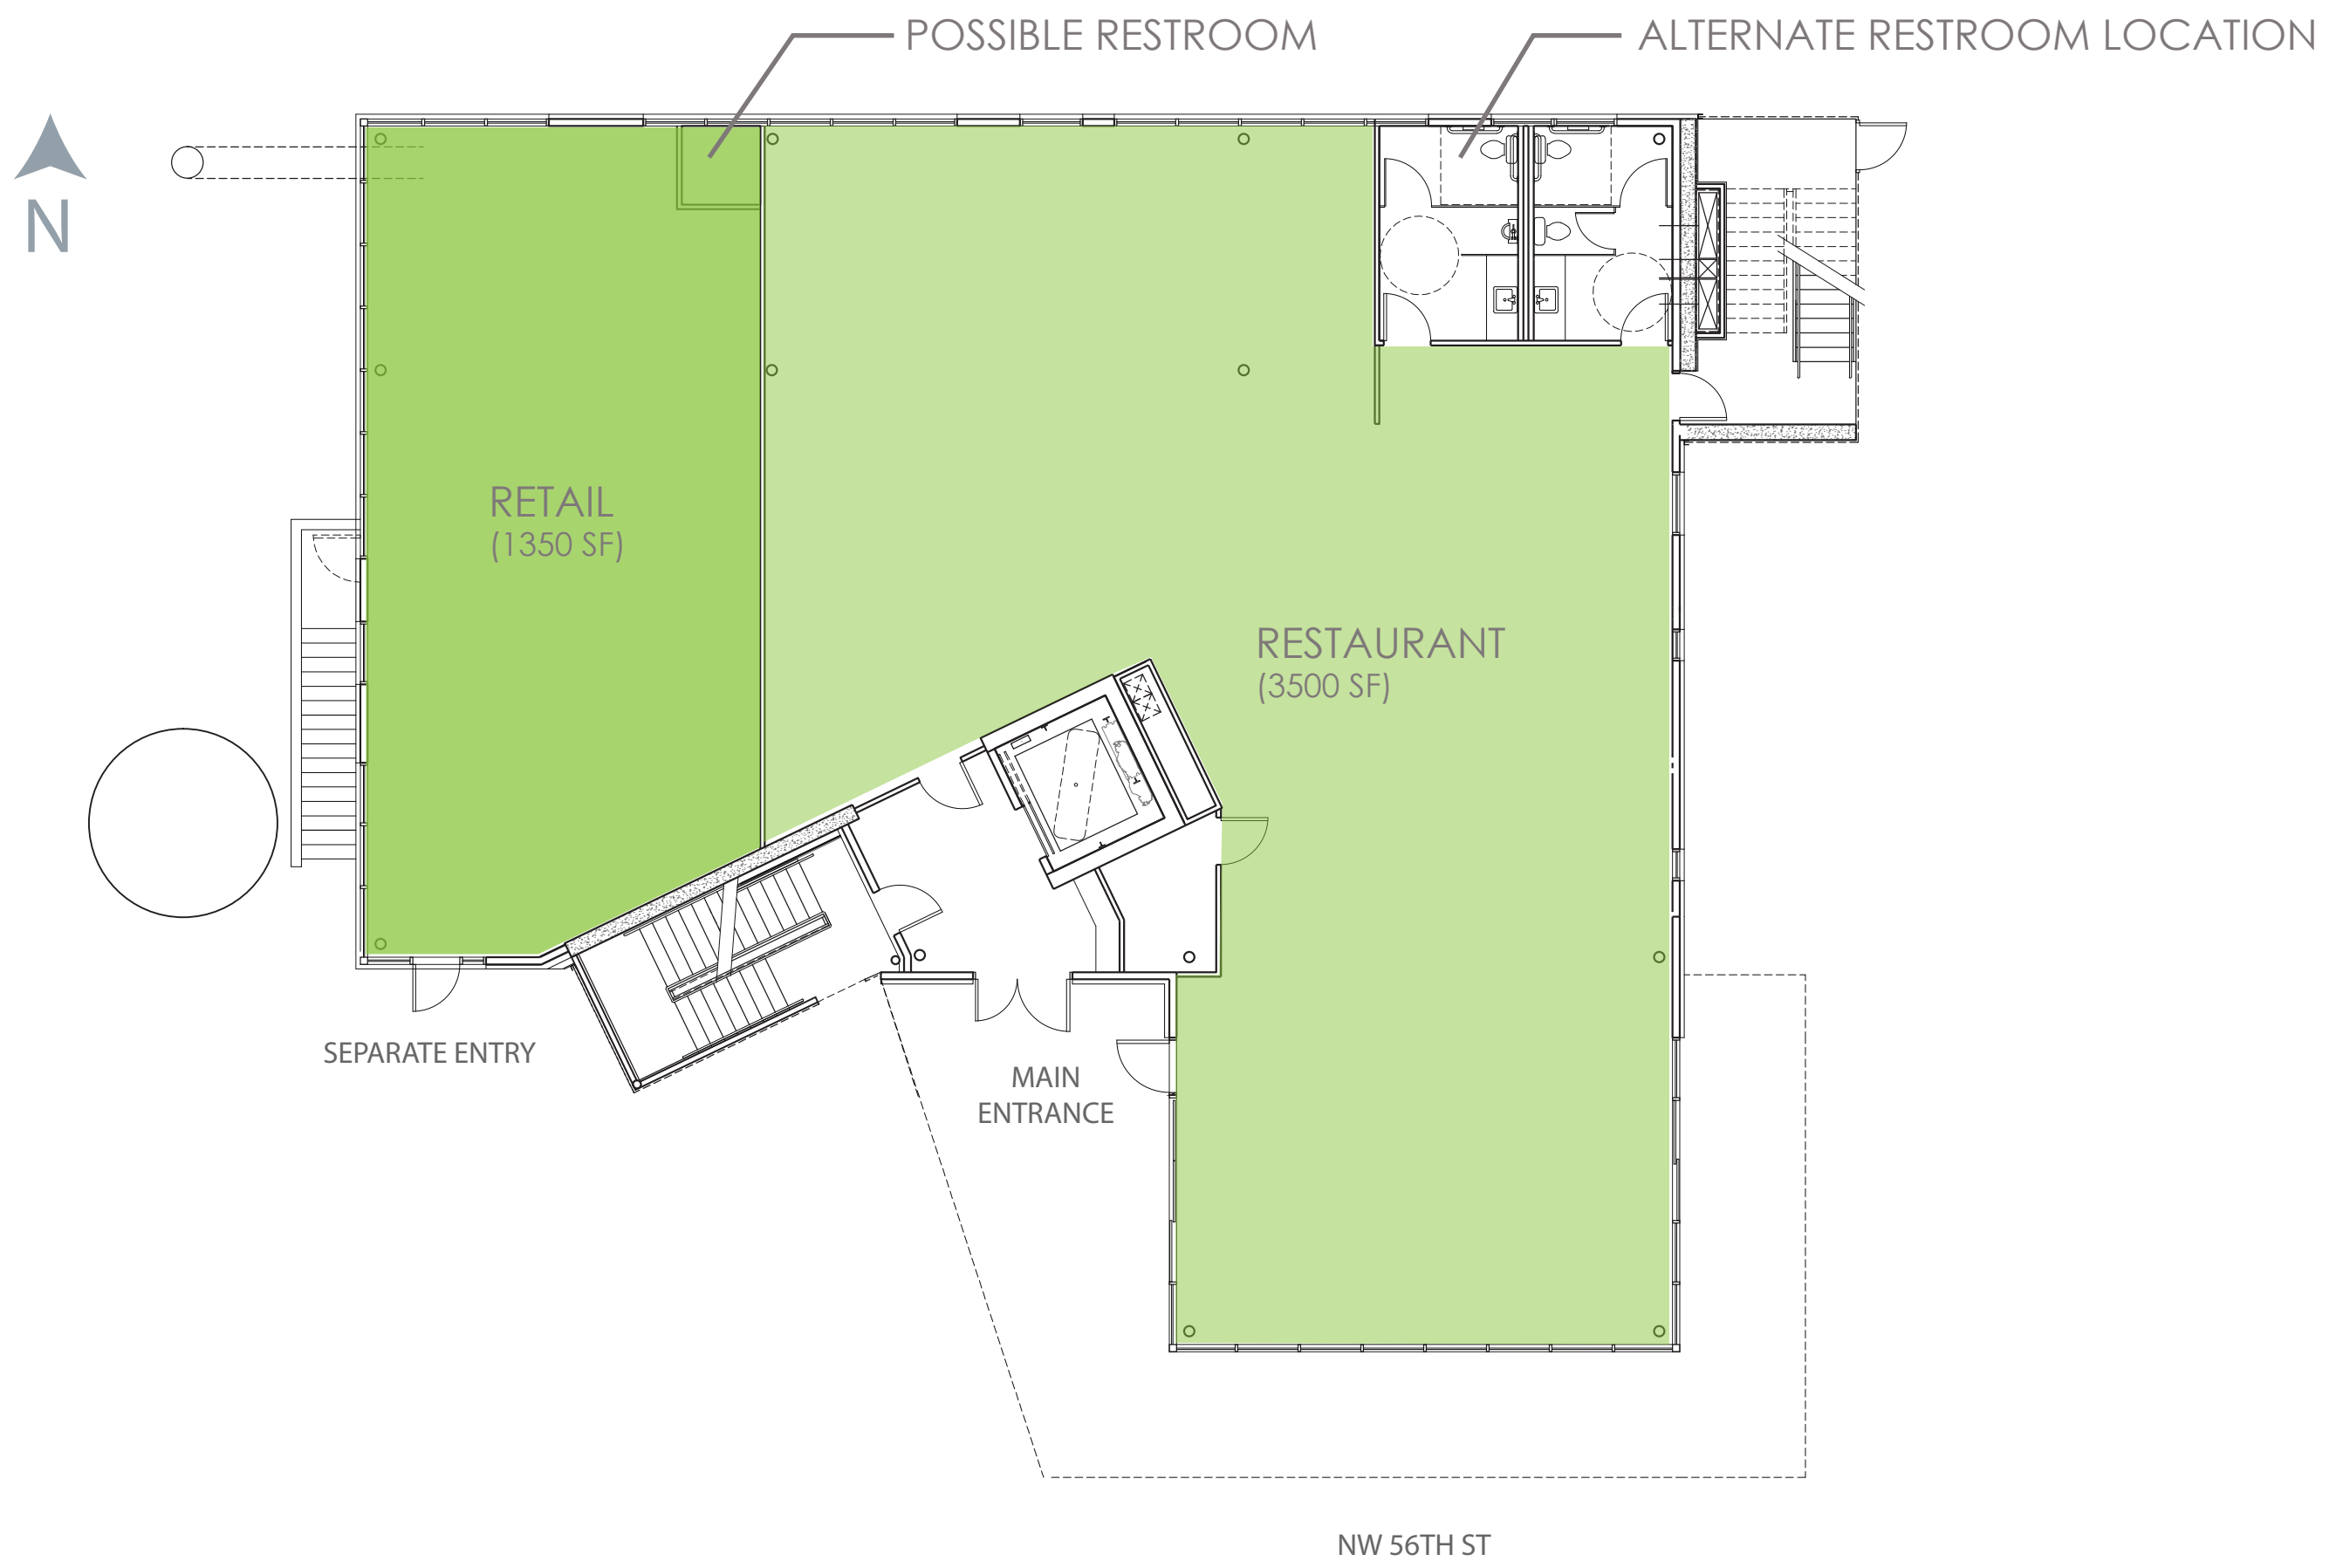 POSSIBLE RESTROOM
ALTERNATE RESTROOM LOCATION
N
RETAIL
(1350 SF)
RESTAURANT
(3500 SF)
SEPARATE ENTRY
MAIN
ENTRANCE
NW 56TH ST